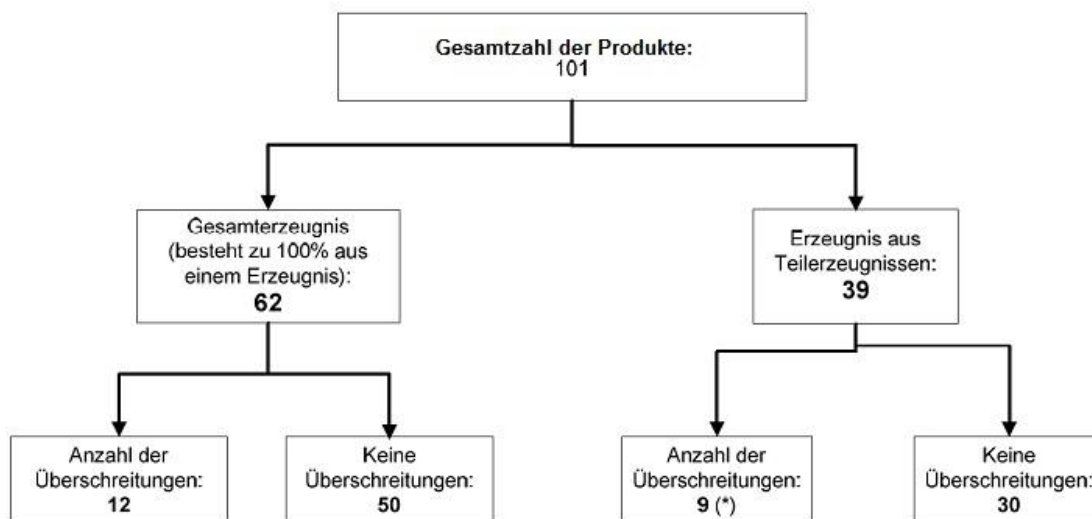 Gesamtzahl der Produkte:
101
Gesamterzeugnis
(besteht zu 100% aus
einem Erzeugnis):
62
Erzeugnis aus
Teilerzeugnissen:
39
Anzahl der
Überschreitungen:
12
Keine
Überschreitungen:
50
Anzahl der
Überschreitungen:
9 (*)
Keine
Überschreitungen:
30